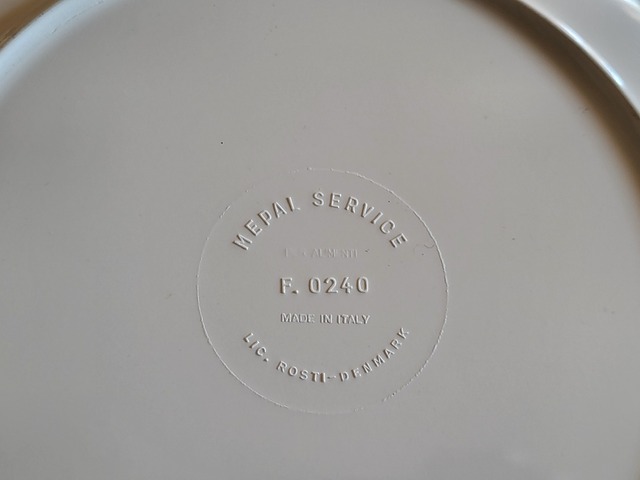 MEPAL SERVICE
F. 0240
MADE IN ITALY
LIC. ROSTI-DENMARK